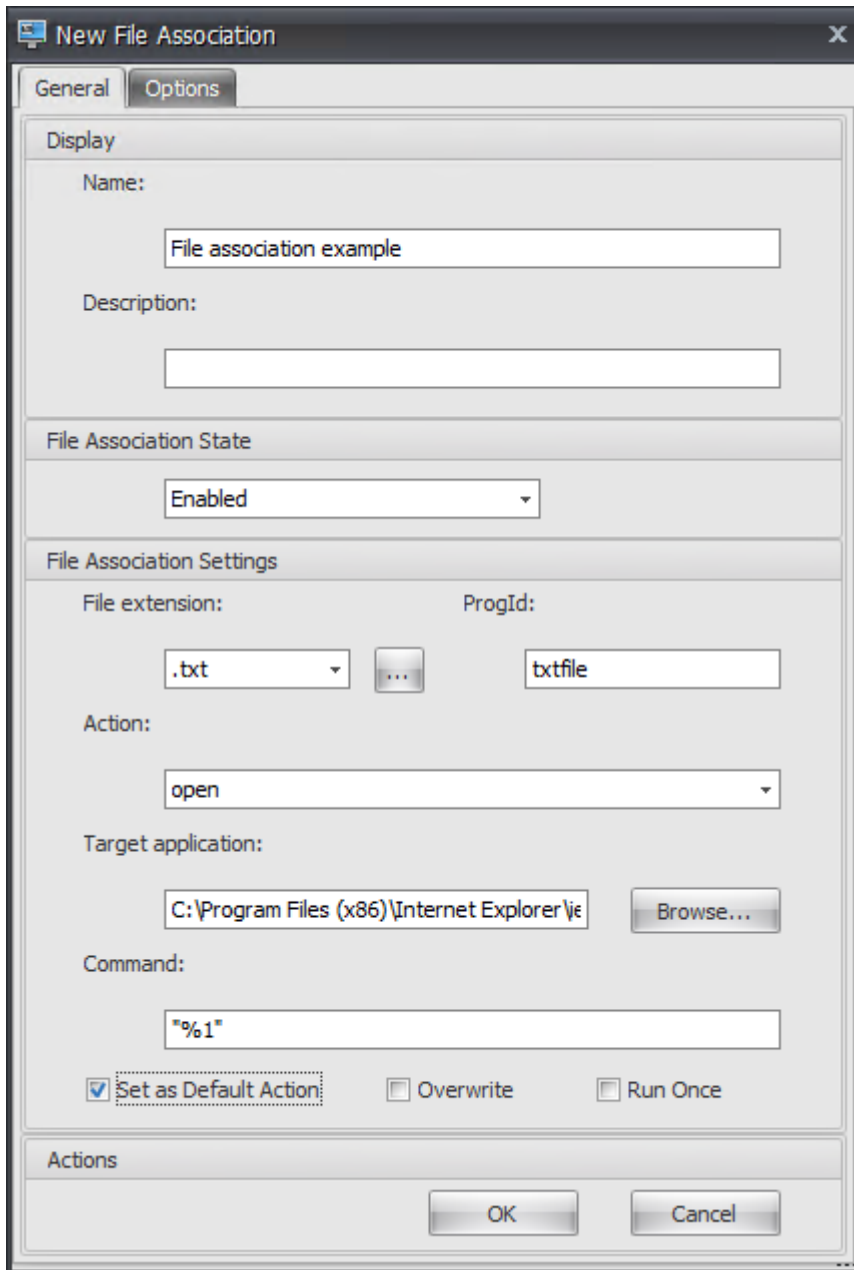 New File Association
General Options
Display
Name:
File association example
Description:
File Association State
Enabled
File Association Settings
File extension: ProgId:
.txt ... txtfile
Action:
open
Target application:
C:\Program Files (x86)\Internet Explorer\ie Browse...
Command:
"%1"
Set as Default Action Overwrite Run Once
Actions
OK Cancel